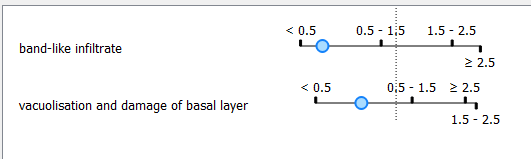 < 0.5 0.5 - 1.5 1.5 - 2.5
band-like infiltrate
≥ 2.5
< 0.5 0.5 - 1.5 ≥ 2.5
vacuolisation and damage of basal layer
1.5 - 2.5